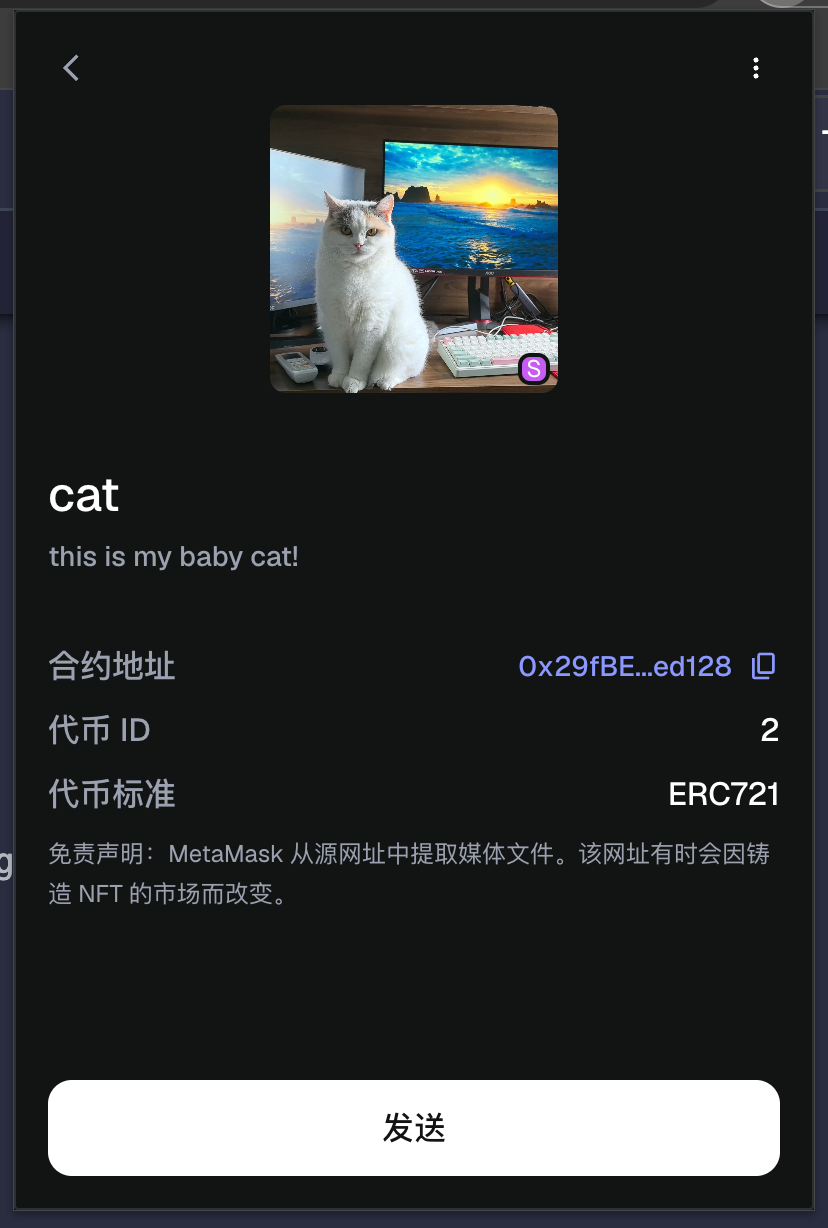 S
cat
this is my baby cat!
合约地址 0x29fBE...ed128
代币 ID 2
代币标准 ERC721
免责声明：MetaMask 从源网址中提取媒体文件。该网址有时会因铸
造 NFT 的市场而改变。
g
发送